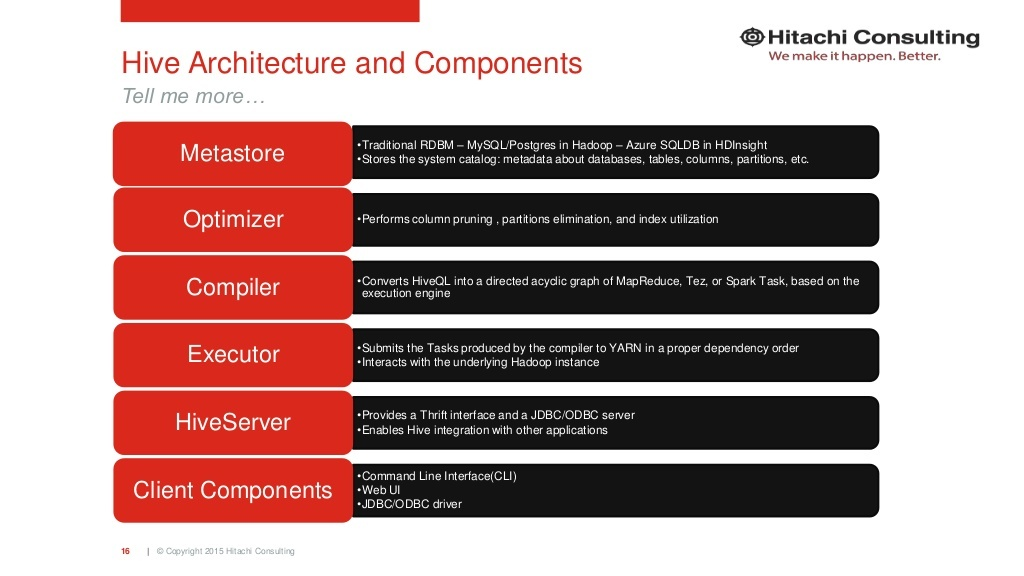 Hitachi Consulting
We make it happen. Better.
Hive Architecture and Components
Tell me more…
Metastore
•Traditional RDBM – MySQL/Postgres in Hadoop – Azure SQLDB in HDInsight
•Stores the system catalog: metadata about databases, tables, columns, partitions, etc.
Optimizer
•Performs column pruning , partitions elimination, and index utilization
Compiler
•Converts HiveQL into a directed acyclic graph of MapReduce, Tez, or Spark Task, based on the
execution engine
Executor
•Submits the Tasks produced by the compiler to YARN in a proper dependency order
•Interacts with the underlying Hadoop instance
HiveServer
•Provides a Thrift interface and a JDBC/ODBC server
•Enables Hive integration with other applications
Client Components
•Command Line Interface(CLI)
•Web UI
•JDBC/ODBC driver
16 | © Copyright 2015 Hitachi Consulting